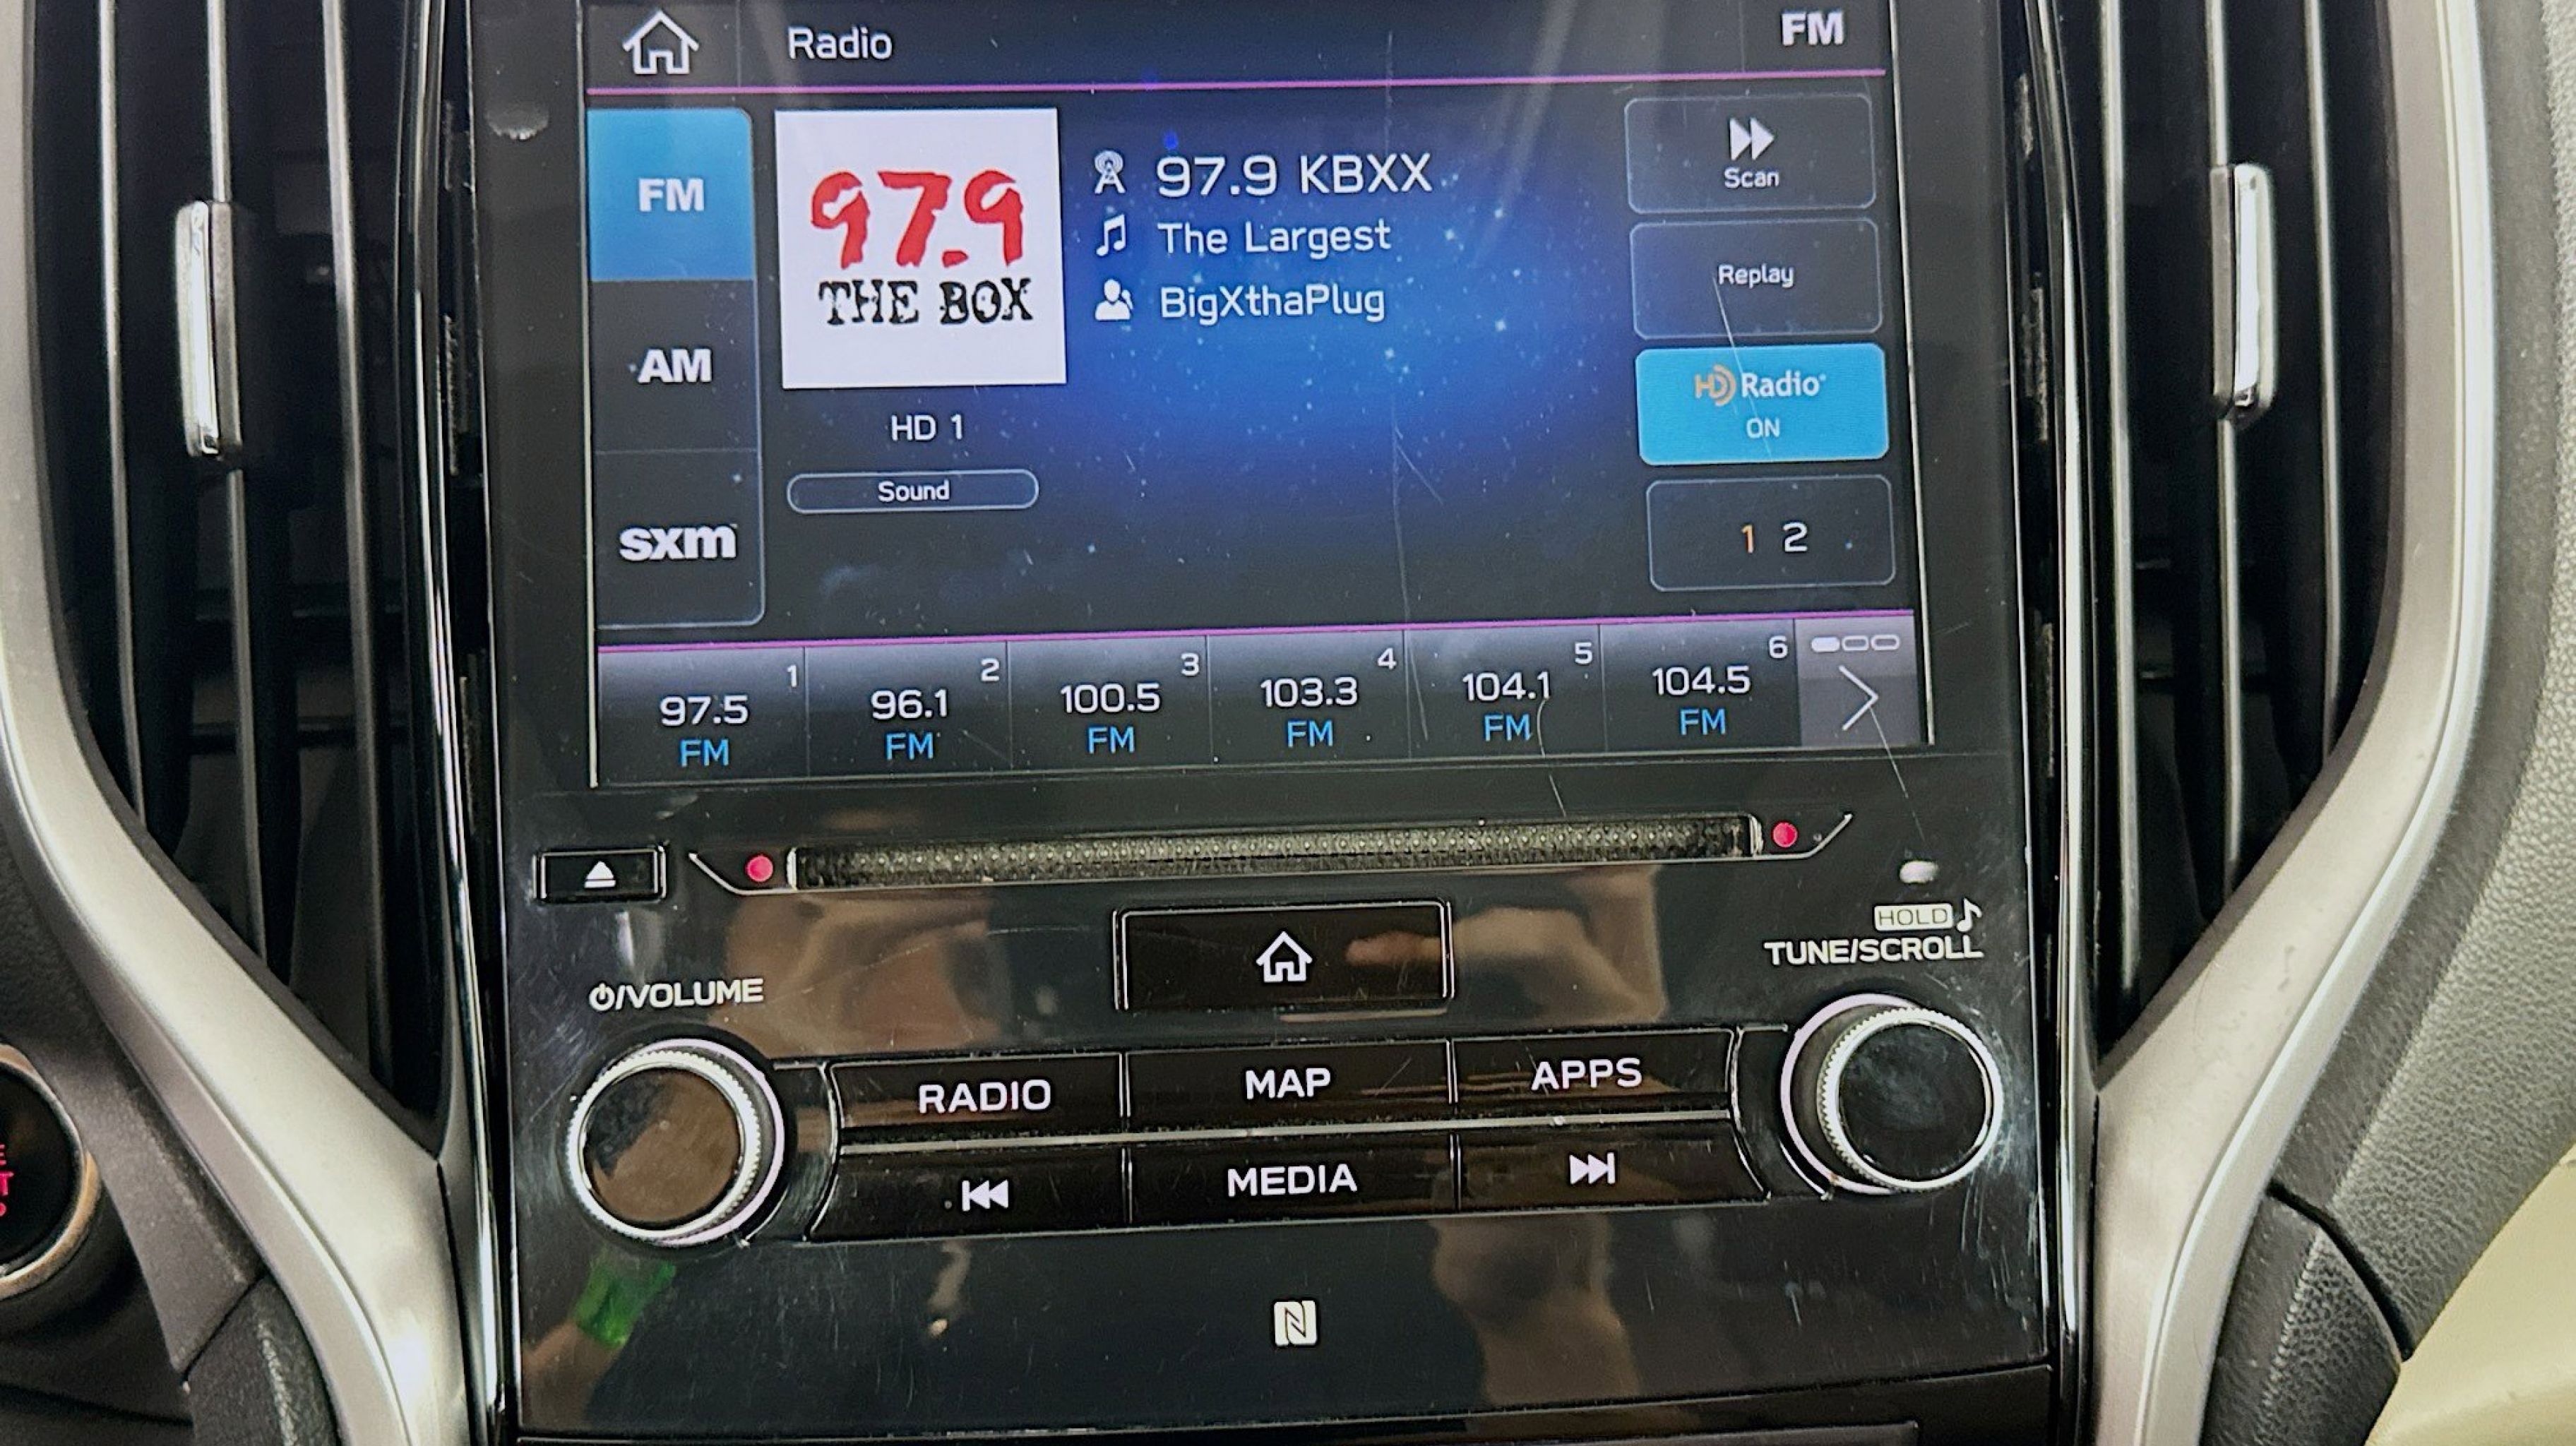 Radio
FM
FM
AM
sxm
97.9
THE BOX
HD 1
Sound
97.9 KBXX
The Largest
BigXthaPlug
Scan
Replay
HD Radio®
ON
1 2
1
97.5
FM
2
96.1
FM
3
100.5
FM
4
103.3
FM
5
104.1
FM
6
104.5
FM
HOLD
TUNE/SCROLL
/VOLUME
RADIO
MAP
APPS
MEDIA
N